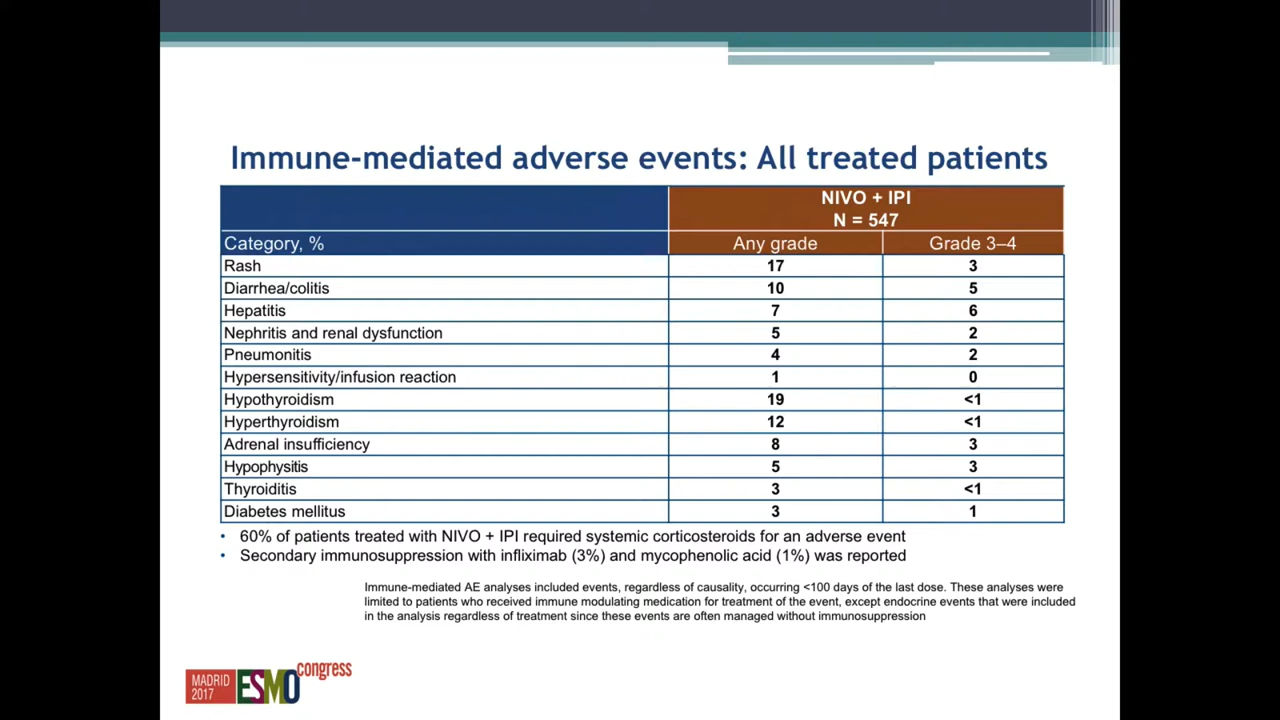 Immune-mediated adverse events: All treated patients
NIVO + IPI
N = 547
Category, % Any grade Grade 3–4
Rash 17 3
Diarrhea/colitis 10 5
Hepatitis 7 6
Nephritis and renal dysfunction 5 2
Pneumonitis 4 2
Hypersensitivity/infusion reaction 1 0
Hypothyroidism 19 <1
Hyperthyroidism 12 <1
Adrenal insufficiency 8 3
Hypophysitis 5 3
Thyroiditis 3 <1
Diabetes mellitus 3 1
• 60% of patients treated with NIVO + IPI required systemic corticosteroids for an adverse event
• Secondary immunosuppression with infliximab (3%) and mycophenolic acid (1%) was reported
Immune-mediated AE analyses included events, regardless of causality, occurring <100 days of the last dose. These analyses were
limited to patients who received immune modulating medication for treatment of the event, except endocrine events that were included
in the analysis regardless of treatment since these events are often managed without immunosuppression
MADRID
2017
ESMO congress